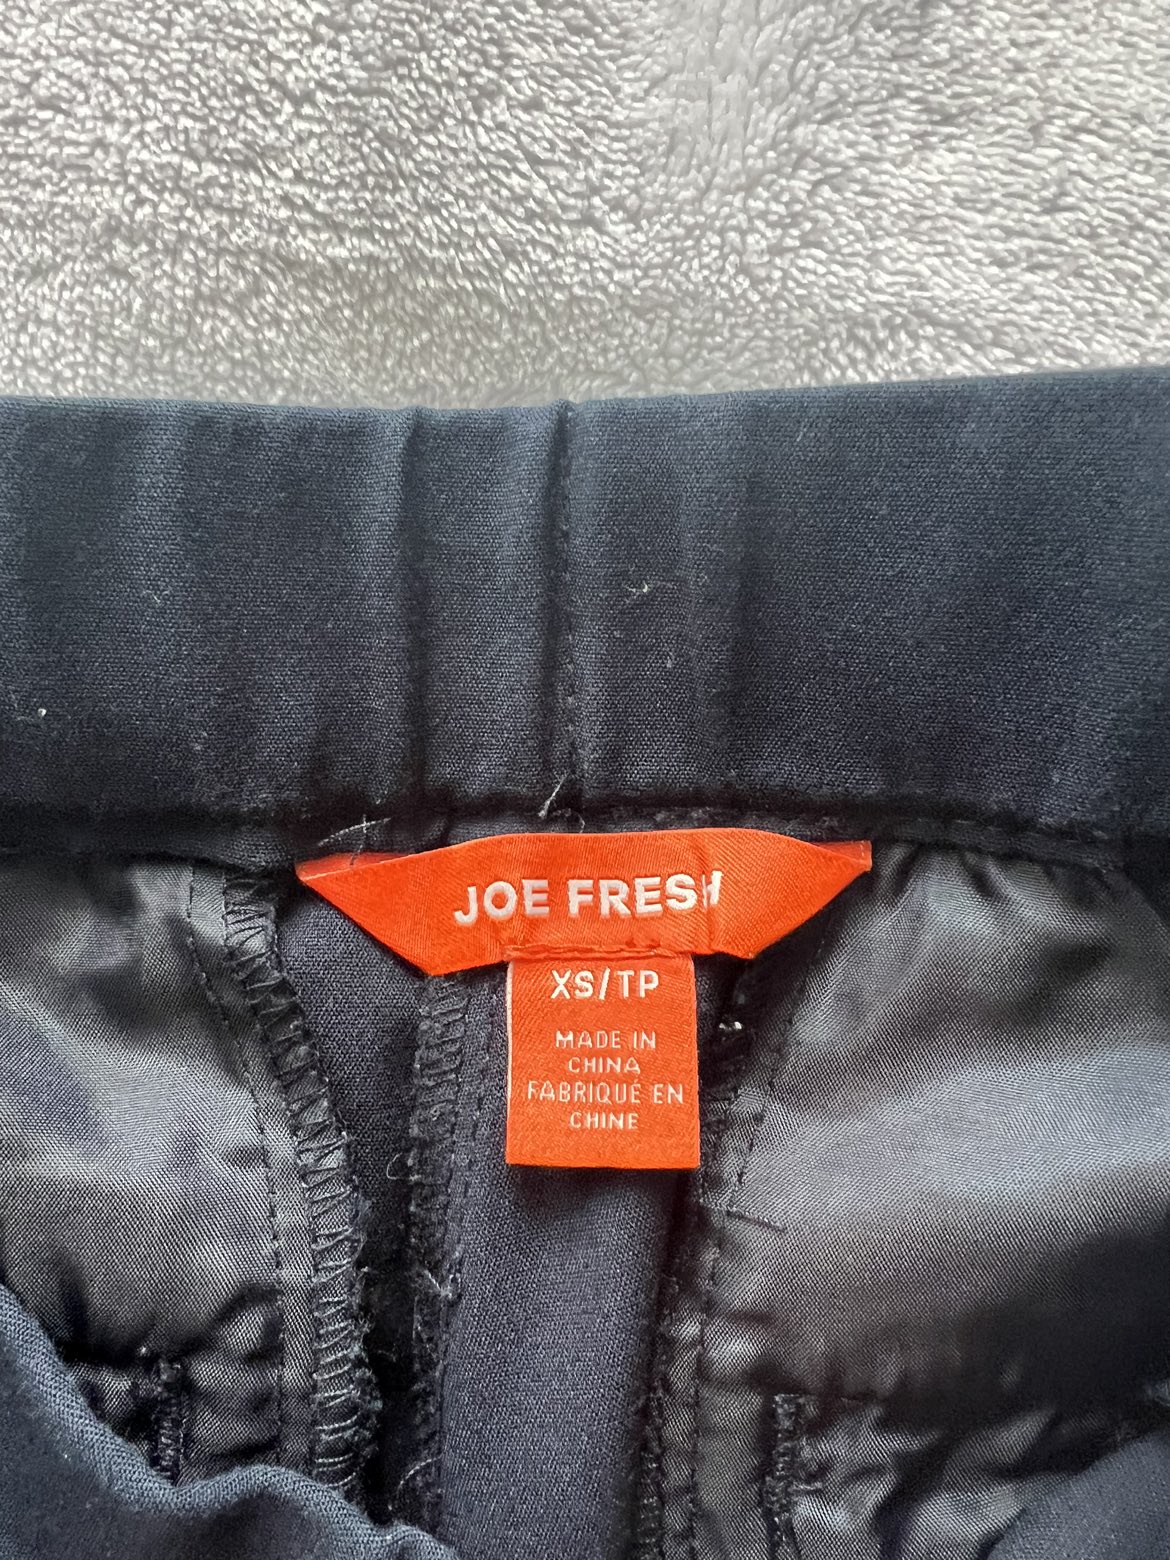 JOE FRESH
XS/TP
MADE IN
CHINA
FABRIQUÉ EN
CHINE